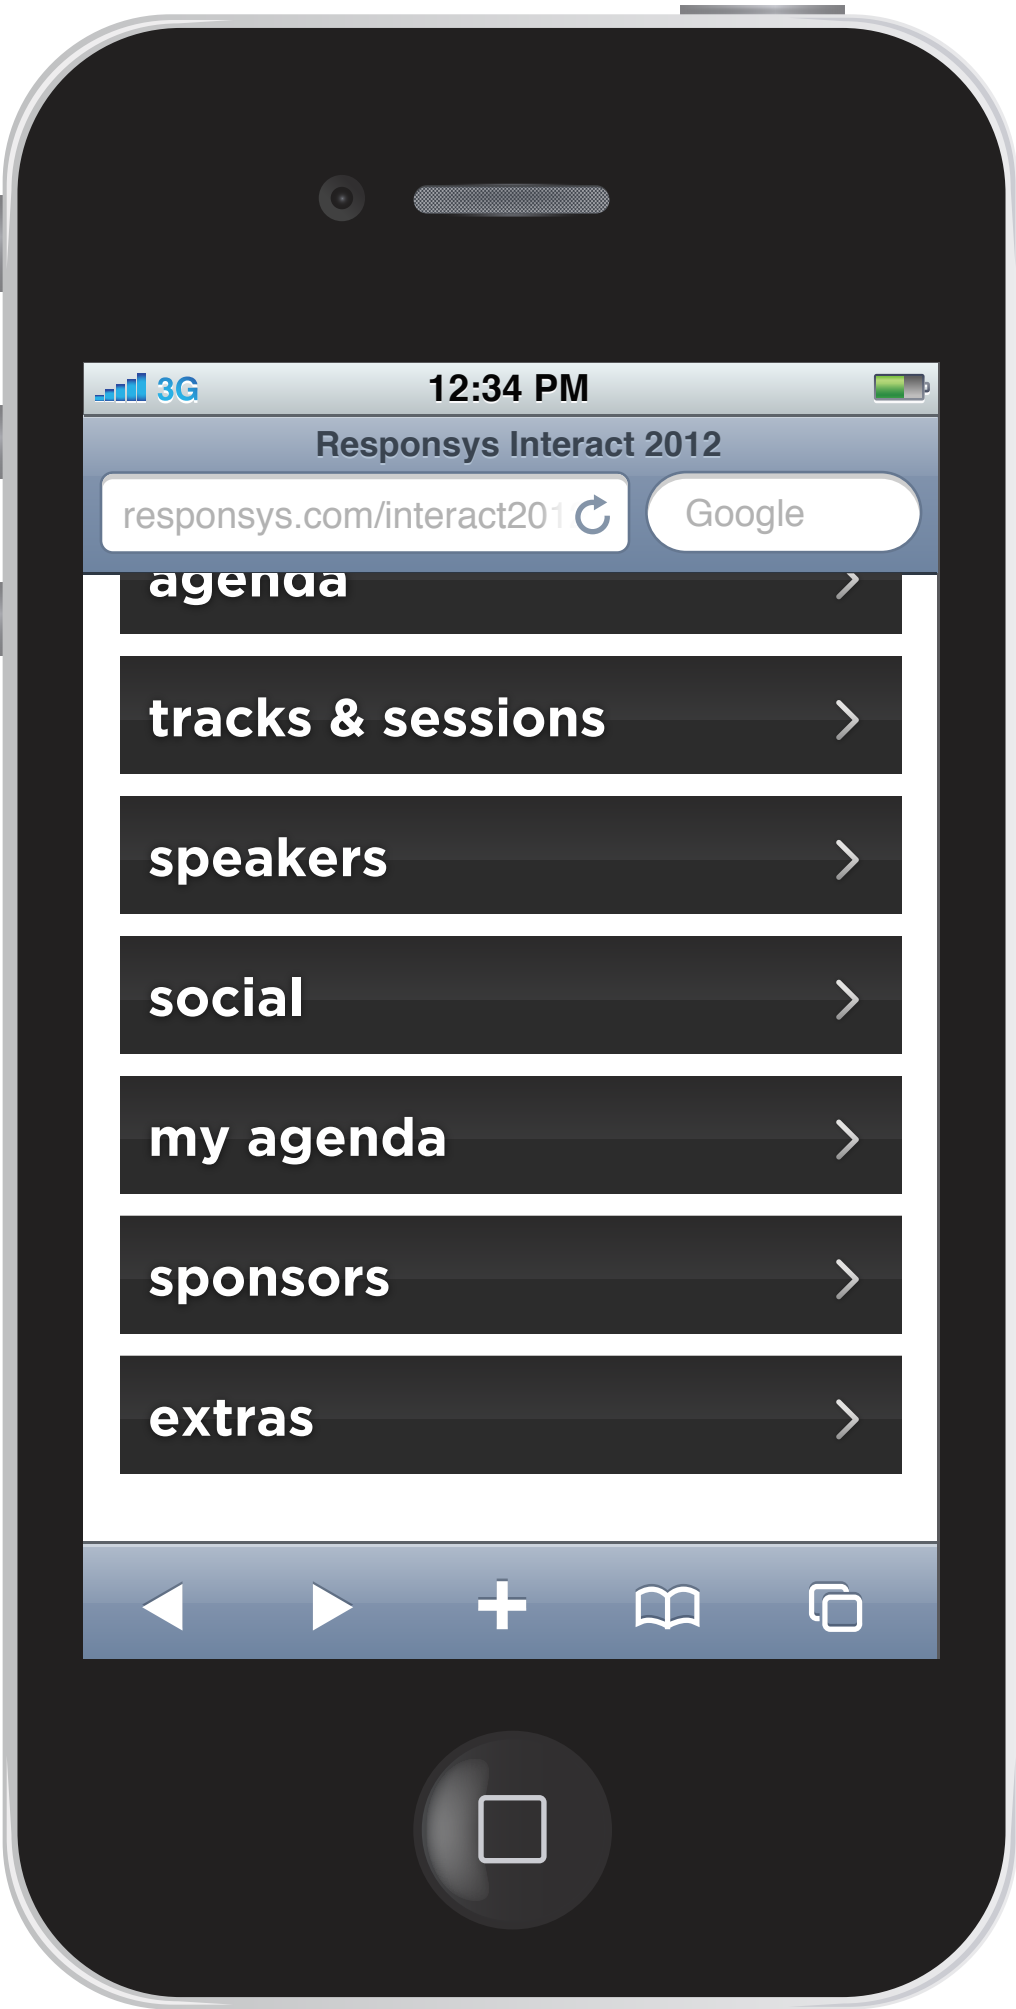 3G 12:34 PM
Responsys Interact 2012
responsys.com/interact201 Google
agenda
tracks & sessions
speakers
social
my agenda
sponsors
extras